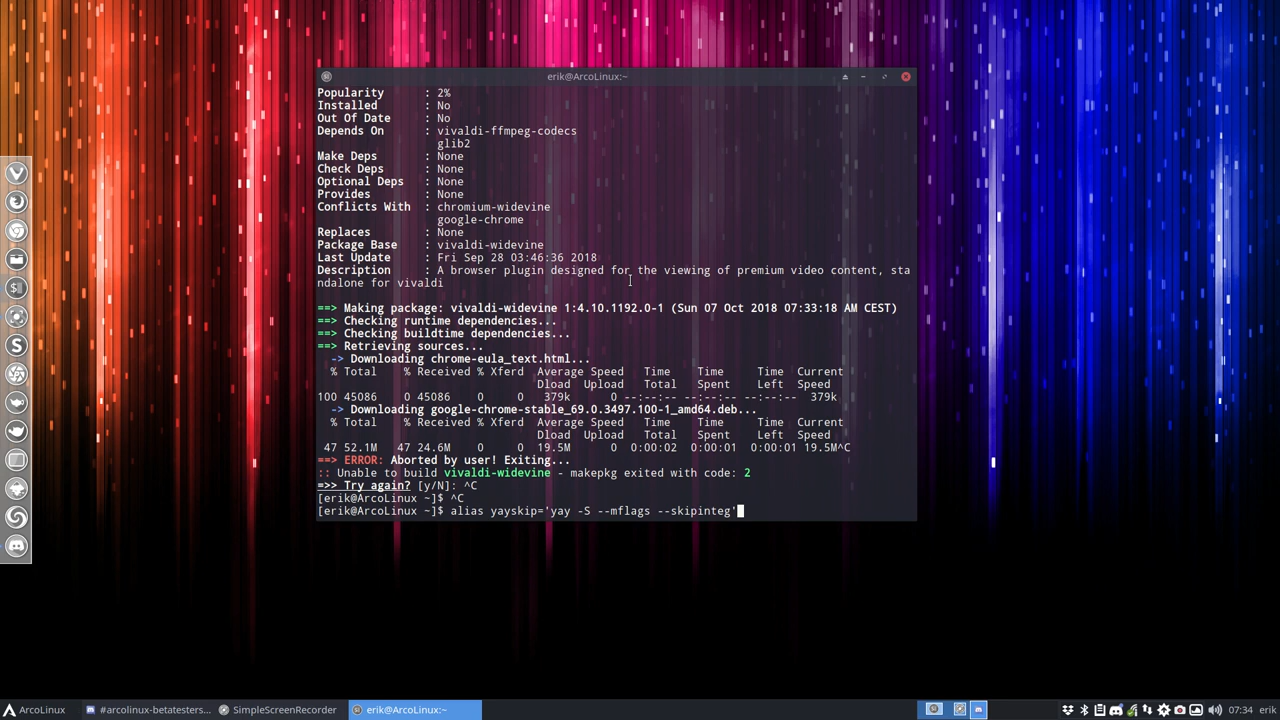 erik@ArcoLinux:~
Popularity : 2%
Installed : No
Out Of Date : No
Depends On : vivaldi-ffmpeg-codecs
glib2
Make Deps : None
Check Deps : None
Optional Deps : None
Provides : None
Conflicts With : chromium-widevine
google-chrome
Replaces : None
Package Base : vivaldi-widevine
Last Update : Fri Sep 28 03:46:36 2018
Description : A browser plugin designed for the viewing of premium video content, sta
ndalone for vivaldi
==> Making package: vivaldi-widevine 1:4.10.1192.0-1 (Sun 07 Oct 2018 07:33:18 AM CEST)
==> Checking runtime dependencies...
==> Checking buildtime dependencies...
==> Retrieving sources...
-> Downloading chrome-eula_text.html...
% Total % Received % Xferd Average Speed Time Time Time Current
Dload Upload Total Spent Left Speed
100 45086 0 45086 0 0 379k 0 --:--:-- --:--:-- --:--:-- 379k
-> Downloading google-chrome-stable_69.0.3497.100-1_amd64.deb...
% Total % Received % Xferd Average Speed Time Time Time Current
Dload Upload Total Spent Left Speed
47 52.1M 47 24.6M 0 0 19.5M 0 0:00:02 0:00:01 0:00:01 19.5M^C
==> ERROR: Aborted by user! Exiting...
:: Unable to build vivaldi-widevine - makepkg exited with code: 2
=>> Try again? [y/N]: ^C
[erik@ArcoLinux ~]$ ^C
[erik@ArcoLinux ~]$ alias yayskip='yay -S --mflags --skipinteg'
ArcoLinux #arcolinux-betatesters... SimpleScreenRecorder erik@ArcoLinux:~ 07:34 erik